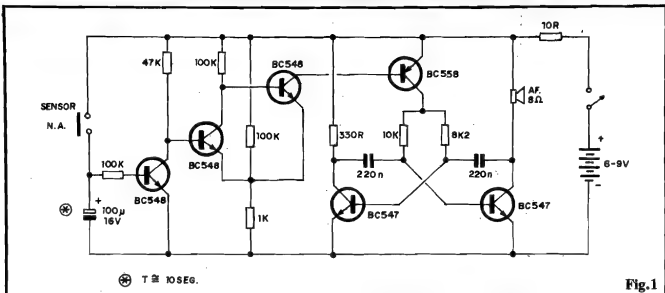 10R
47K
100K
BC548
BC558
SENSOR
N.A.
AF.
8Ω
100K
330R
10K
8K2
+
6-9V
-
100K
BC548
220n
220n
+
100µ
16V
BC548
1K
BC547
BC547
T ≅ 10SEG.
Fig.1